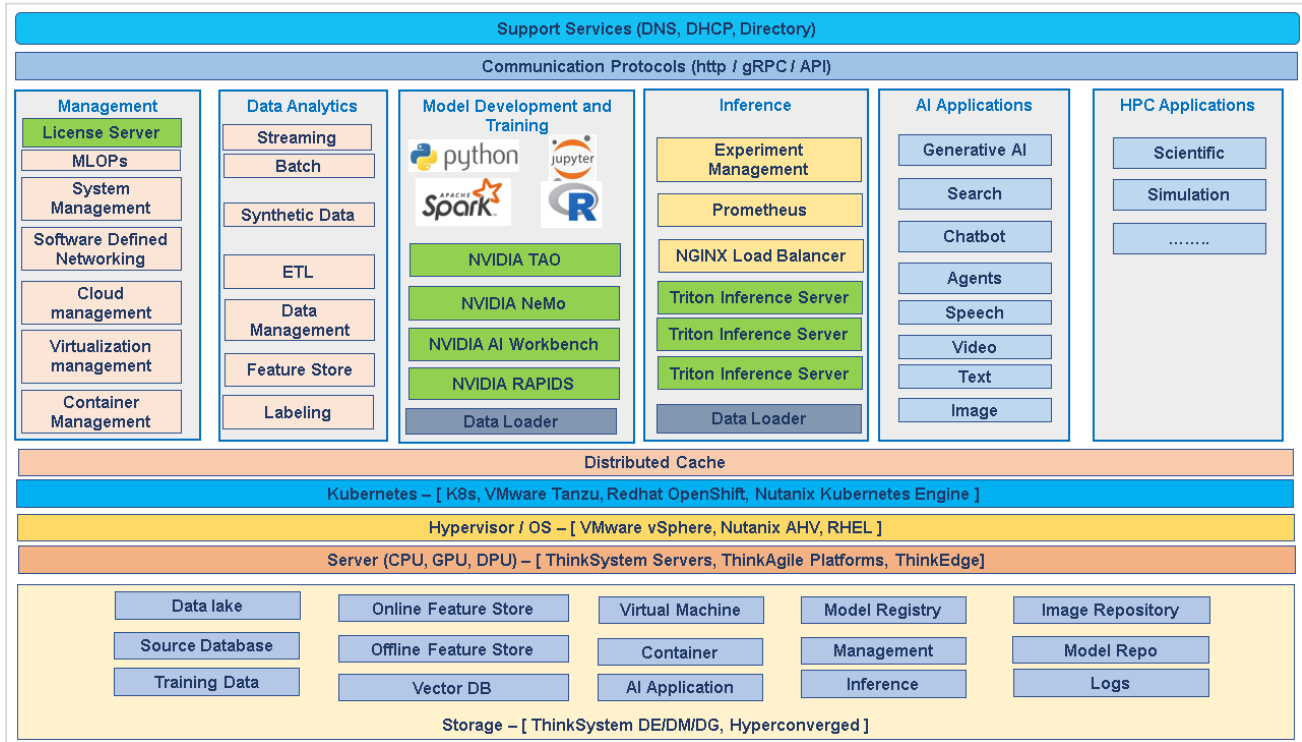 Support Services (DNS, DHCP, Directory)
Communication Protocols (http / gRPC / API)
Management
License Server
MLOPs
System
Management
Software Defined
Networking
Cloud
management
Virtualization
management
Container
Management
Data Analytics
Streaming
Batch
Synthetic Data
ETL
Data
Management
Feature Store
Labeling
Model Development and
Training
python
jupyter
APACHE
Spark
R
NVIDIA TAO
NVIDIA NeMo
NVIDIA AI Workbench
NVIDIA RAPIDS
Data Loader
Inference
Experiment
Management
Prometheus
NGINX Load Balancer
Triton Inference Server
Triton Inference Server
Triton Inference Server
Data Loader
AI Applications
Generative AI
Search
Chatbot
Agents
Speech
Video
Text
Image
HPC Applications
Scientific
Simulation
........
Distributed Cache
Kubernetes – [ K8s, VMware Tanzu, Redhat OpenShift, Nutanix Kubernetes Engine ]
Hypervisor / OS – [ VMware vSphere, Nutanix AHV, RHEL ]
Server (CPU, GPU, DPU) – [ ThinkSystem Servers, ThinkAgile Platforms, ThinkEdge]
Data lake
Source Database
Training Data
Online Feature Store
Offline Feature Store
Vector DB
Virtual Machine
Container
AI Application
Model Registry
Management
Inference
Image Repository
Model Repo
Logs
Storage – [ ThinkSystem DE/DM/DG, Hyperconverged ]